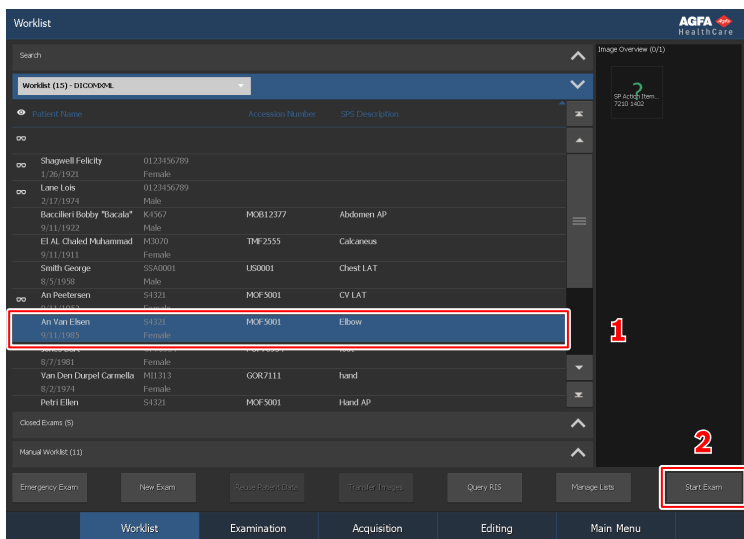 Worklist
AGFA
HealthCare
Search
Image Overview (0/1)
Worklist (15) - DICOMXML
?
SP Action Item...
7210 1402
Patient Name Accession Number SPS Description
Shagwell Felicity 0123456789
1/26/1921 Female
Lane Lois 0123456789
2/17/1974 Male
Baccilieri Bobby "Bacala" K4567 MOB12377 Abdomen AP
9/11/1922 Male
El AL Chaled Muhammad M3070 TMF2555 Calcaneus
9/11/1911 Female
Smith George SSA0001 US0001 Chest LAT
8/5/1958 Male
An Peetersen S4321 MOF5001 CV LAT
An Van Elsen S4321 MOF5001 Elbow
9/11/1985 Female
1
8/7/1981 Female
Van Den Durpel Carmella MI1313 GOR7111 hand
8/2/1974 Female
Petri Ellen S4321 MOF5001 Hand AP
Closed Exams (5)
2
Manual Worklist (11)
Emergency Exam New Exam Reuse Patient Data Transfer Images Query RIS Manage Lists Start Exam
Worklist Examination Acquisition Editing Main Menu